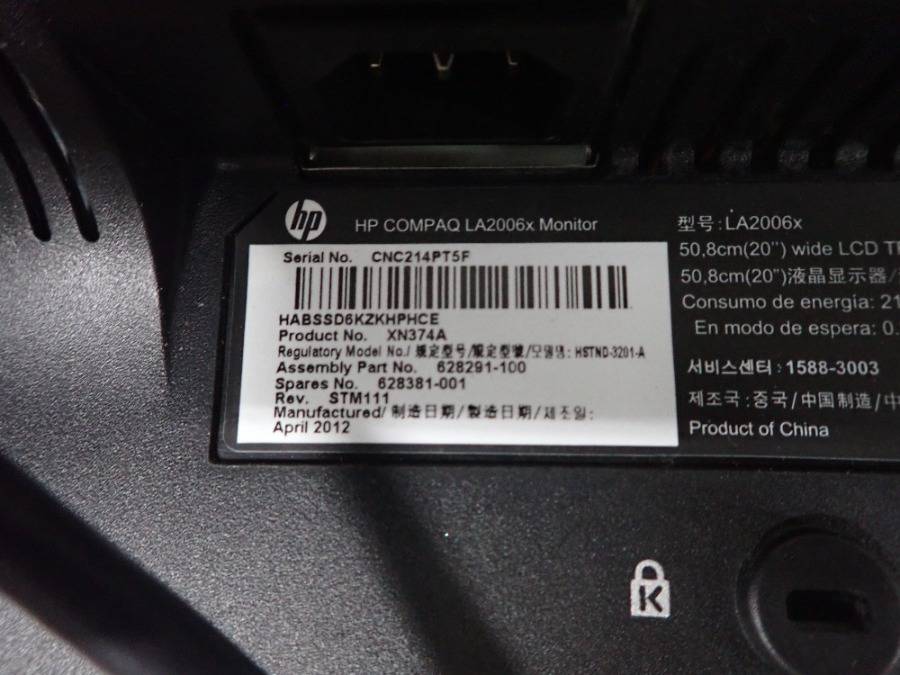 hp
HP COMPAQ LA2006x Monitor
Serial No. CNC214PT5F
HABSSD6KZKHPHCE
Product No. XN374A
Regulatory Model No./ 規定型号/規定型號/모델명: HSTND-3201-A
Assembly Part No. 628291-100
Spares No. 628381-001
Rev. STM111
Manufactured/ 制造日期/製造日期/제조일:
April 2012
型号: LA2006x
50,8cm(20") wide LCD
50,8cm(20")液晶显示器/
Consumo de energía: 21
En modo de espera: 0.
서비스센터 : 1588-3003
제조국 : 중국/中国制造/
Product of China
K